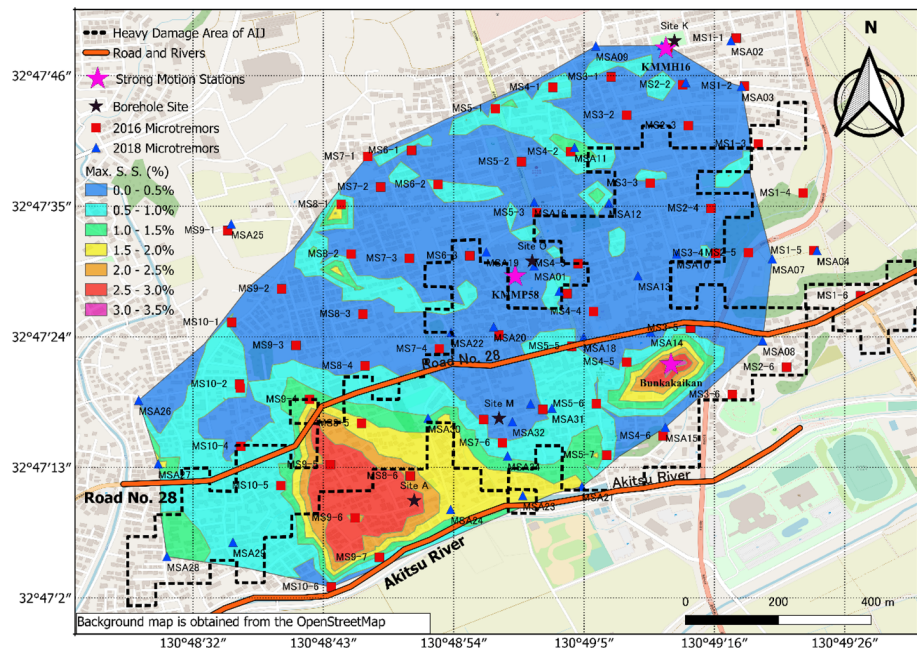 Heavy Damage Area of AIJ
Road and Rivers
Strong Motion Stations
Borehole Site
2016 Microtremors
2018 Microtremors
Max. S. S. (%)
0.0 - 0.5%
0.5 - 1.0%
1.0 - 1.5%
1.5 - 2.0%
2.0 - 2.5%
2.5 - 3.0%
3.0 - 3.5%
N
Site K
MS1-1
MSA02
MSA09
KMMH16
32°47'46"
MS3-1
MS2-2
MS1-2
MSA03
MS4-1
MS5-1
MS3-2
MS2-3
MS1-3
MS6-1
MS7-1
MS4-2
MSA11
MS5-2
MS7-2
MS6-2
MS3-3
MS1-4
32°47'35"
MS8-1
MS5-3
MSA16
MSA12
MS2-4
MS9-1
MSA25
MS8-2
MS7-3
MS6-3
MSA19
Site U
MS4-3
MS3-4
MSA10
MS2-5
MS1-5
MSA04
MSA07
MSA01
MSA13
KMMP58
MS9-2
MS1-6
MS10-1
MS8-3
MS4-4
32°47'24"
MS9-3
MS7-4
MSA22
MSA20
MS5-5
MSA18
MS3-5
MSA14
MSA08
Road No. 28
MS8-4
MS4-5
MS2-6
Bunkakaikan
MS10-2
MSA26
MS9-4
MS3-6
MS8-5
MSA30
Site M
MS5-6
MSA31
MSA32
MS10-4
MS7-6
MS4-6
MSA15
32°47'13"
MSA27
MS9-5
MS5-7
Road No. 28
MS10-5
MS8-6
Site A
Akitsu River
MSA21
MSA23
MS9-6
MSA24
MSA29
MSA28
MS9-7
Akitsu River
32°47'2"
MS10-6
0 200 400 m
Background map is obtained from the OpenStreetMap
130°48'32" 130°48'43" 130°48'54" 130°49'5" 130°49'16" 130°49'26"